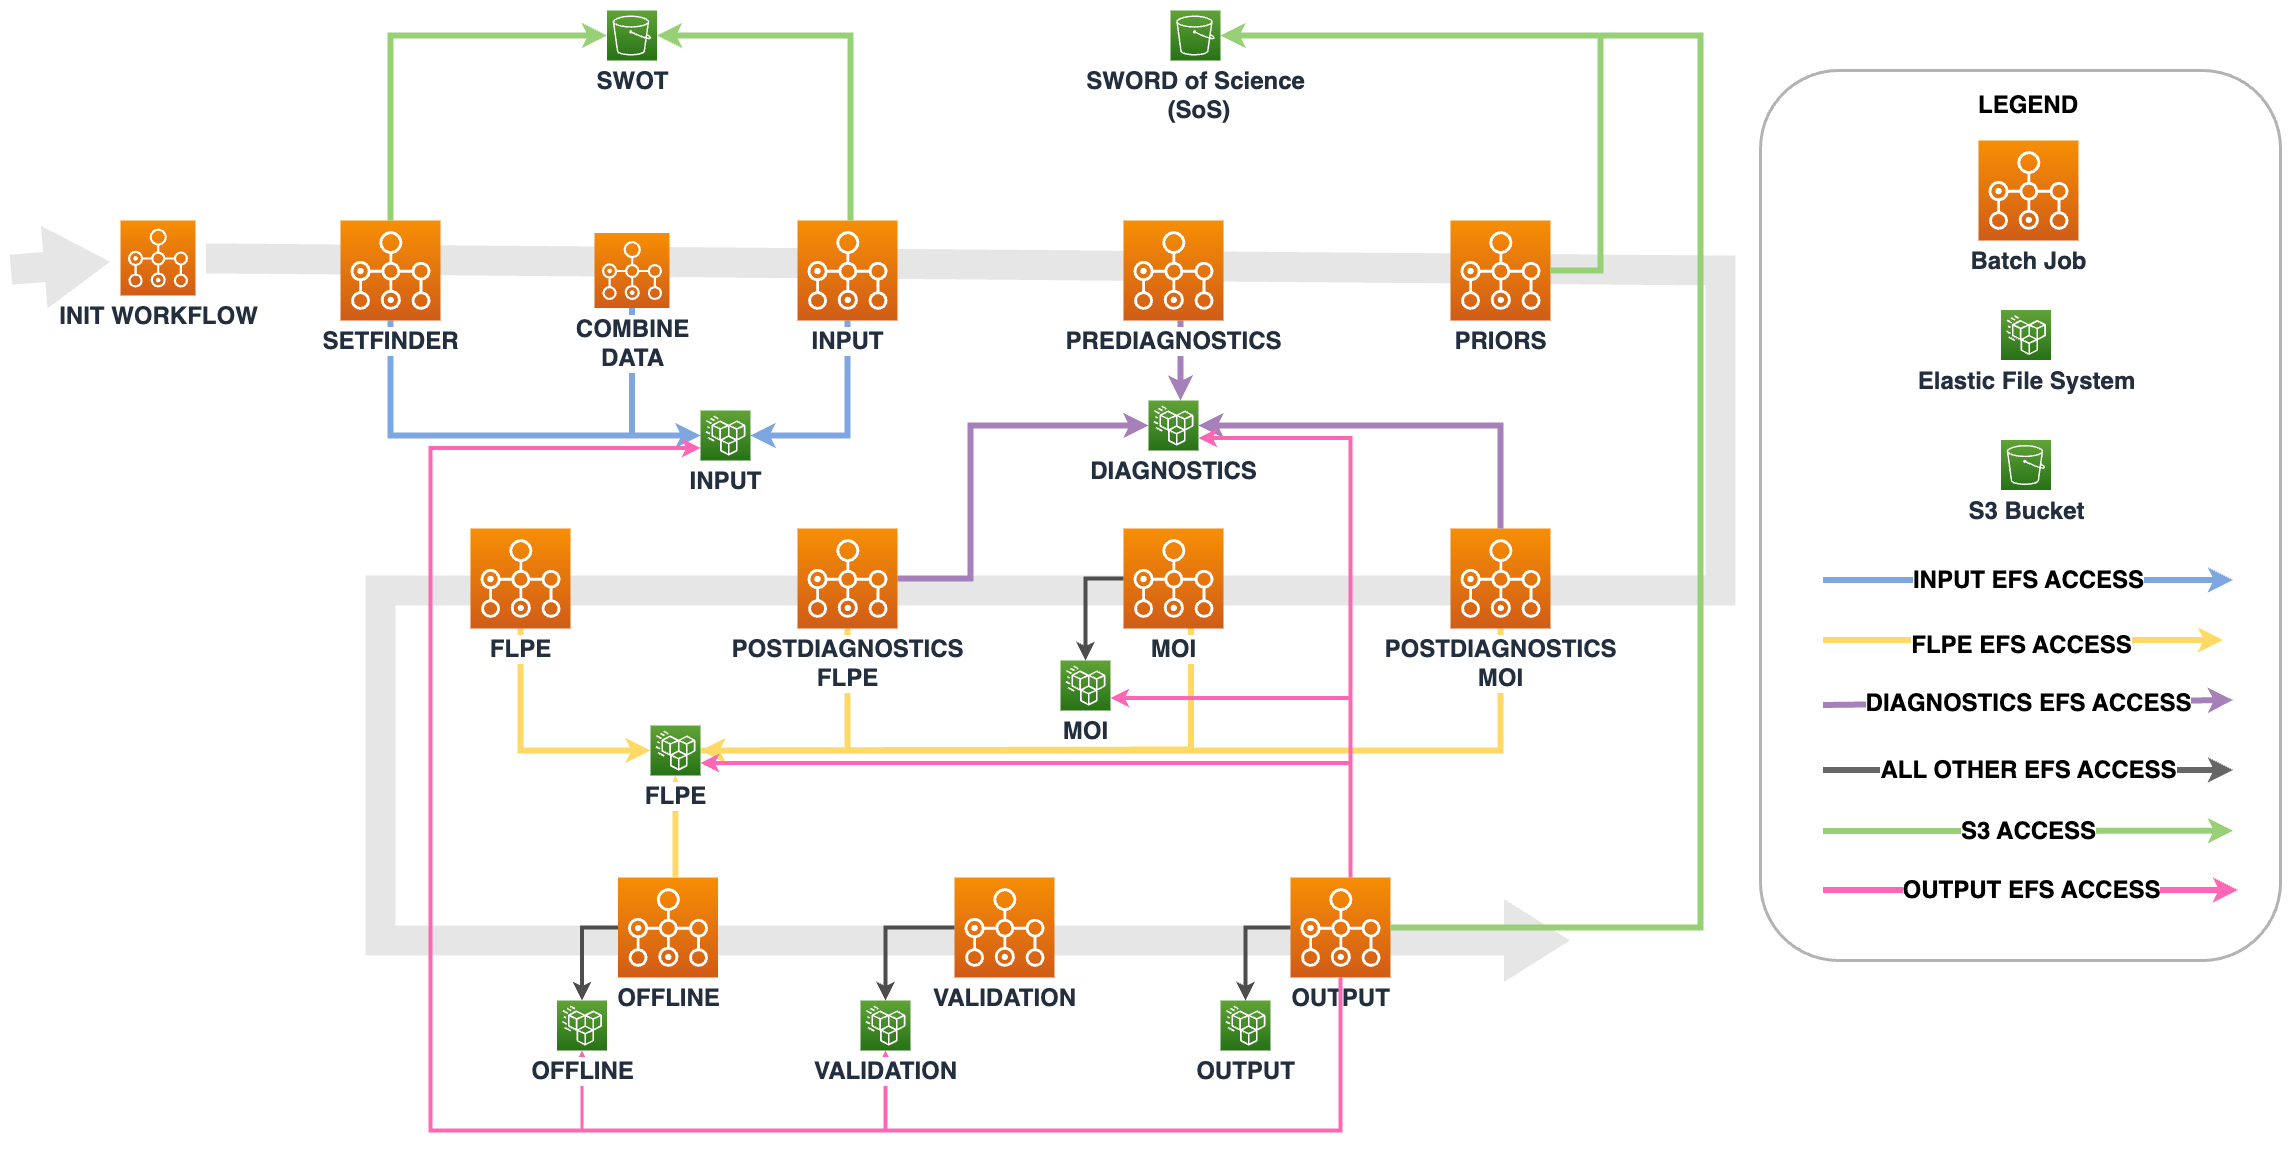 SWOT
SWORD of Science
(SoS)
INIT WORKFLOW
SETFINDER
COMBINE
DATA
INPUT
PREDIAGNOSTICS
PRIORS
INPUT
DIAGNOSTICS
FLPE
POSTDIAGNOSTICS
FLPE
MOI
POSTDIAGNOSTICS
MOI
MOI
FLPE
OFFLINE
VALIDATION
OUTPUT
OFFLINE
VALIDATION
OUTPUT
LEGEND
Batch Job
Elastic File System
S3 Bucket
INPUT EFS ACCESS
FLPE EFS ACCESS
DIAGNOSTICS EFS ACCESS
ALL OTHER EFS ACCESS
S3 ACCESS
OUTPUT EFS ACCESS